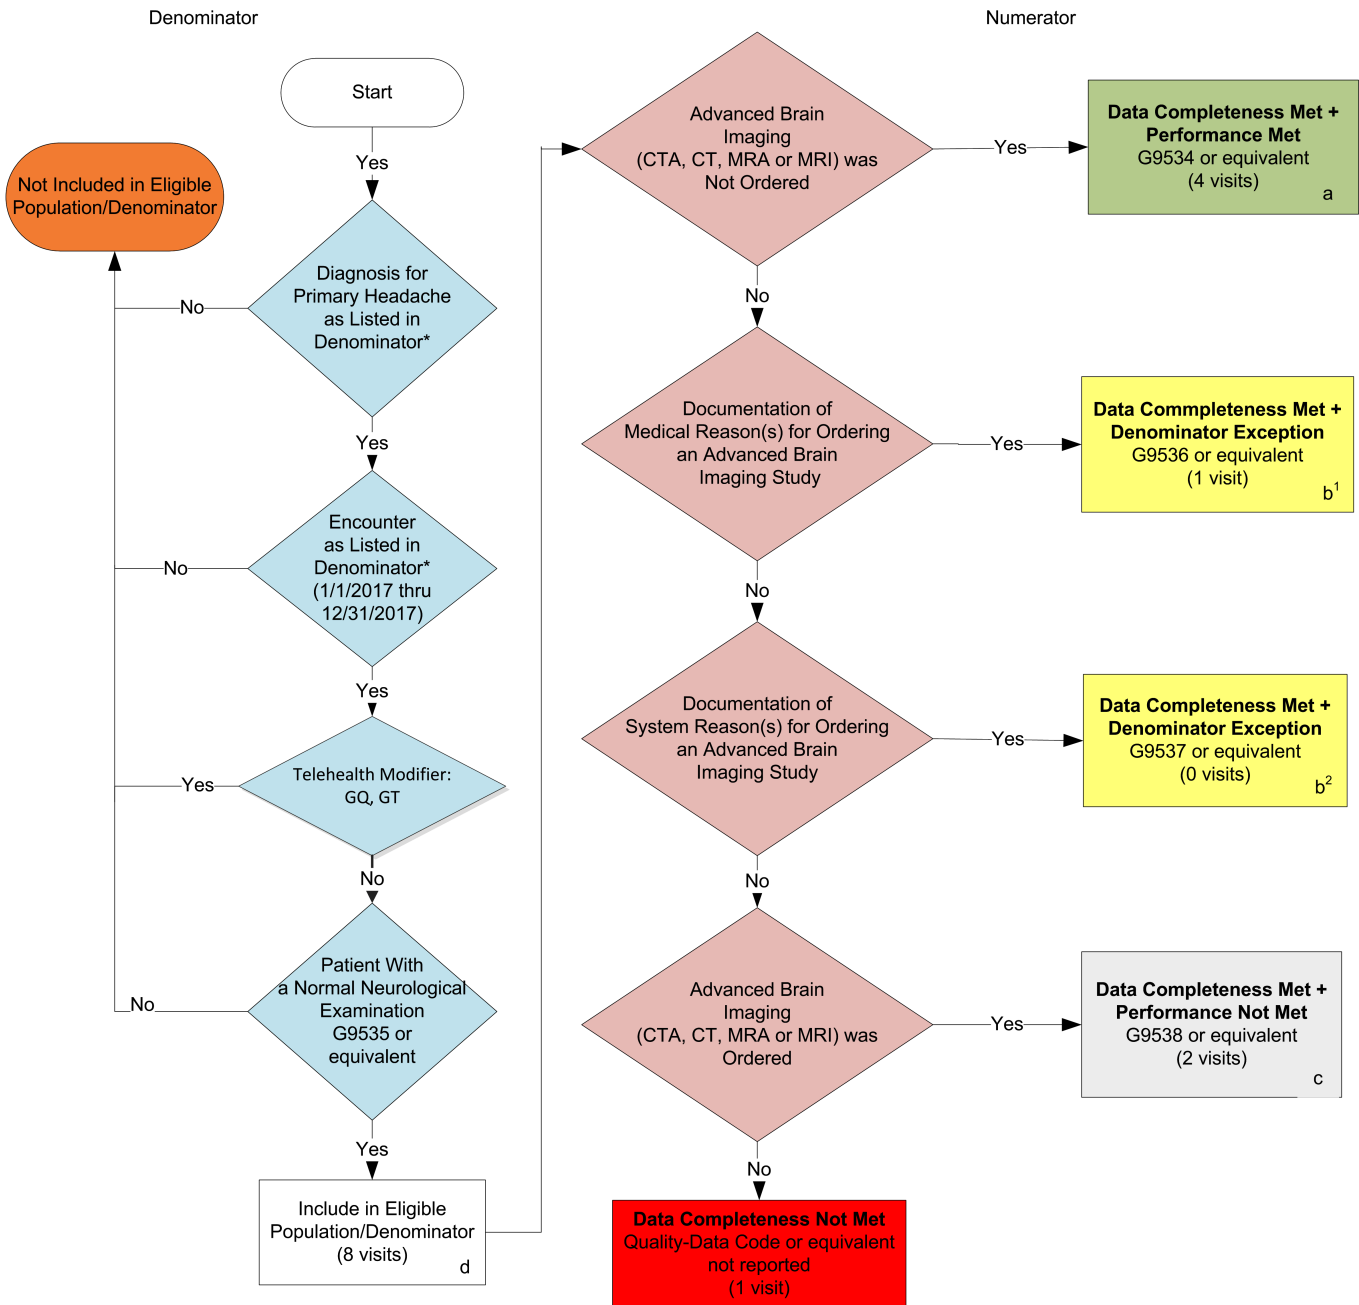 Denominator
Numerator
Start
Yes
Not Included in Eligible
Population/Denominator
Diagnosis for
Primary Headache
as Listed in
Denominator*
No
Yes
Encounter
as Listed in
Denominator*
(1/1/2017 thru
12/31/2017)
No
Yes
Telehealth Modifier:
GQ, GT
Yes
No
Patient With
a Normal Neurological
Examination
G9535 or
equivalent
No
Yes
Include in Eligible
Population/Denominator
(8 visits)
d
Advanced Brain
Imaging
(CTA, CT, MRA or MRI) was
Not Ordered
Yes
Data Completeness Met +
Performance Met
G9534 or equivalent
(4 visits)
a
No
Documentation of
Medical Reason(s) for Ordering
an Advanced Brain
Imaging Study
Yes
Data Commpleteness Met +
Denominator Exception
G9536 or equivalent
(1 visit)
b1
No
Documentation of
System Reason(s) for Ordering
an Advanced Brain
Imaging Study
Yes
Data Completeness Met +
Denominator Exception
G9537 or equivalent
(0 visits)
b2
No
Advanced Brain
Imaging
(CTA, CT, MRA or MRI) was
Ordered
Yes
Data Completeness Met +
Performance Not Met
G9538 or equivalent
(2 visits)
c
No
Data Completeness Not Met
Quality-Data Code or equivalent
not reported
(1 visit)